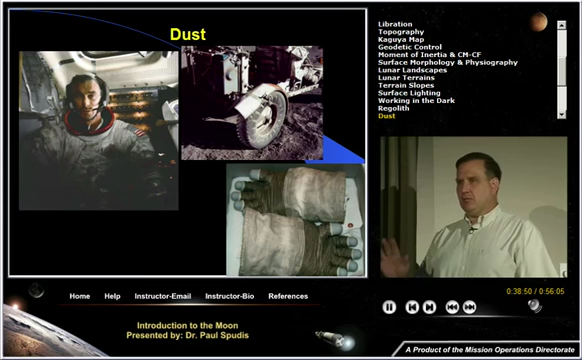 Dust
Libration
Topography
Kaguya Map
Geodetic Control
Moment of Inertia & CM-CF
Surface Morphology & Physiography
Lunar Landscapes
Lunar Terrains
Terrain Slopes
Surface Lighting
Working in the Dark
Regolith
Dust
0:38:50 / 0:56:05
Home Help Instructor-Email Instructor-Bio References
Introduction to the Moon
Presented by: Dr. Paul Spudis
A Product of the Mission Operations Directorate